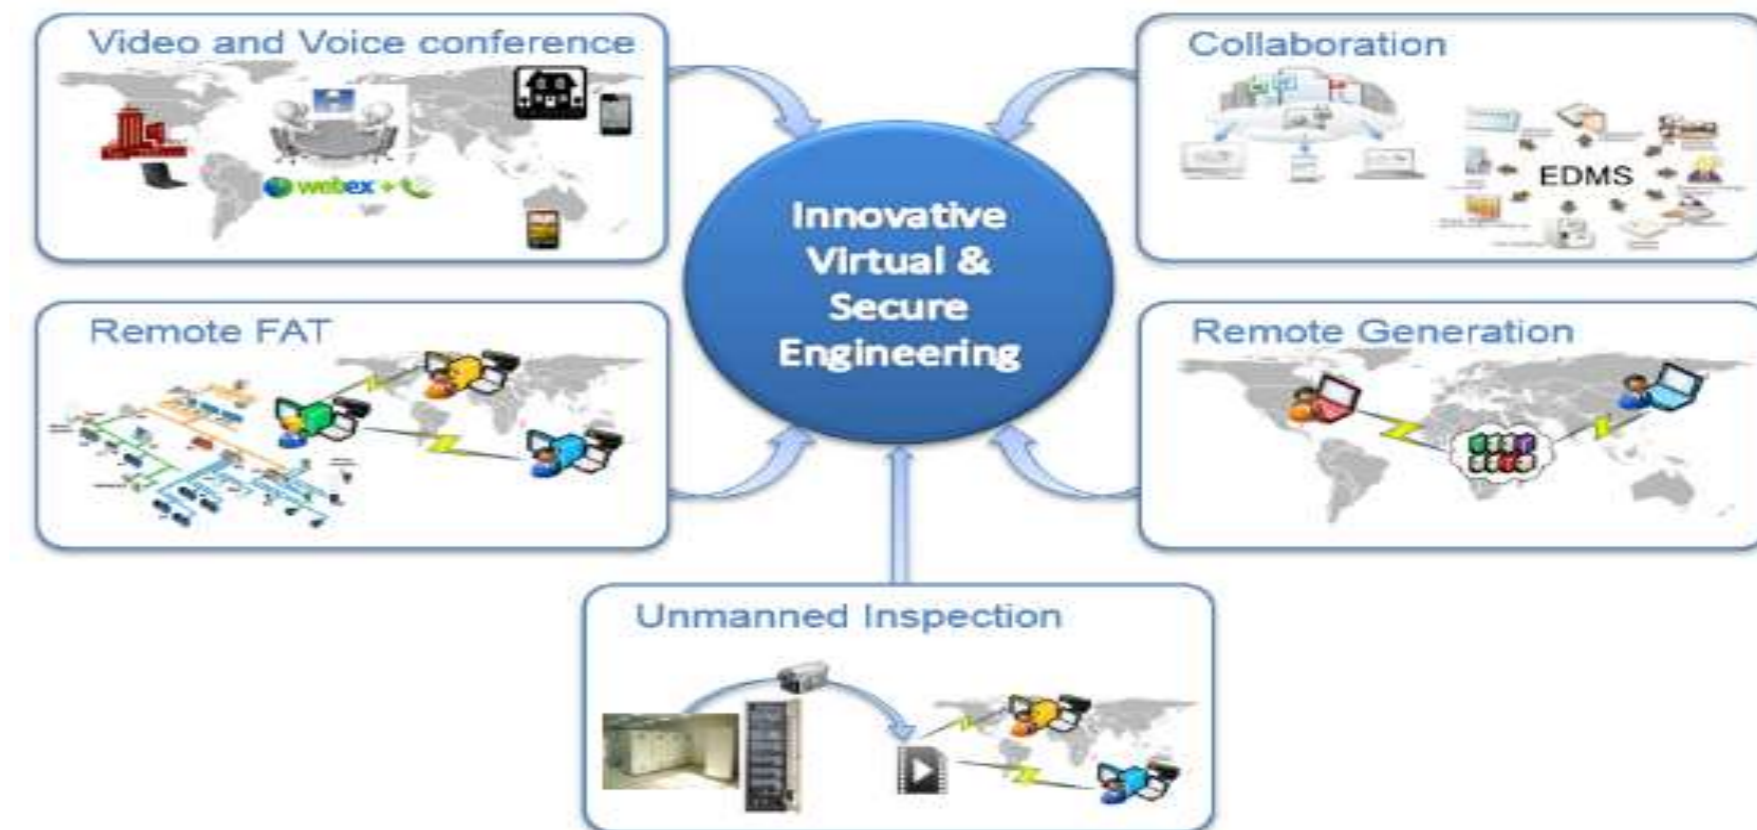 Video and Voice conference
webex +
Collaboration
EDMS
Innovative
Virtual &
Secure
Engineering
Remote FAT
Remote Generation
Unmanned Inspection